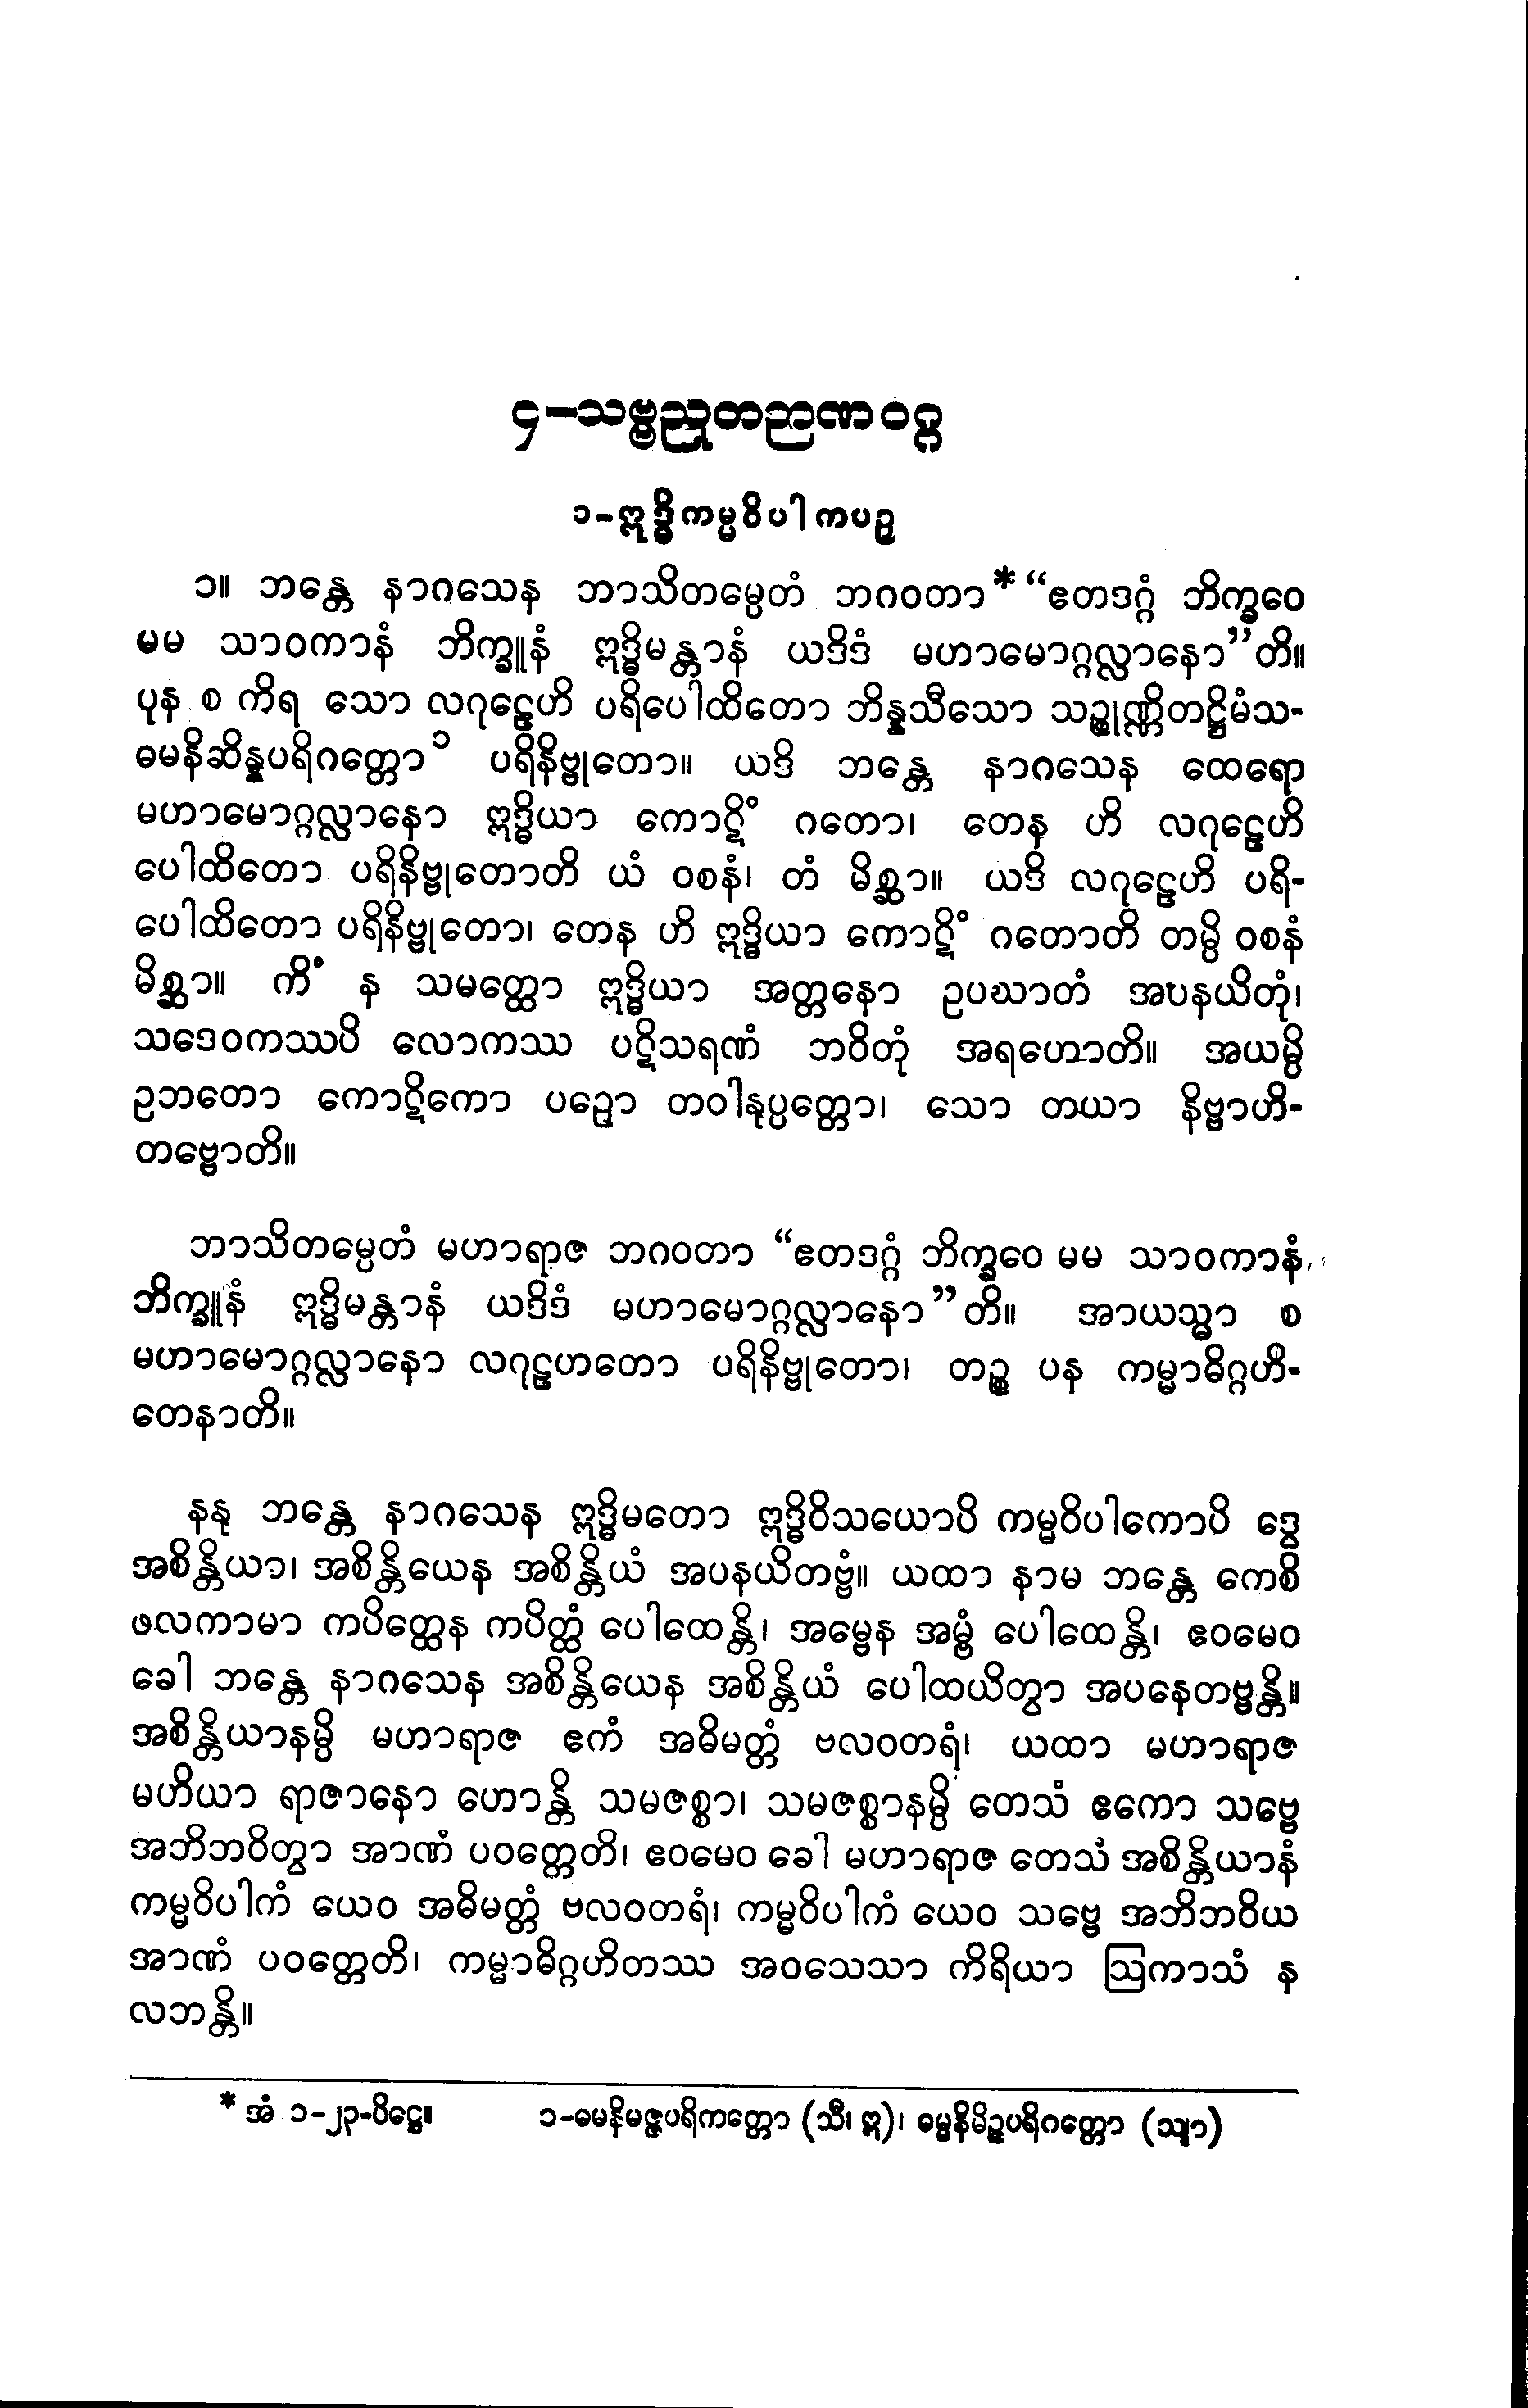 ၄-သဗ္ဗညုတဉာဏဝဂ္ဂ
၁-ဣဒ္ဓိကမ္မဝိပါကပဉှ
၁။ ဘန္တေ နာဂသေန ဘာသိတမ္ပေတံ ဘဂဝတာ* “ဧတဒဂ္ဂံ ဘိက္ခဝေ
မမ သာဝကာနံ ဘိက္ခူနံ ဣဒ္ဓိမန္တာနံ ယဒိဒံ မဟာမောဂ္ဂလ္လာနော”တိ။
ပုန စ ကိရ သော လဂုဠေဟိ ပရိပေါထိတော ဘိန္နသီသော သဉ္စုဏ္ဏိတဋ္ဌိမံသ-
ဓမနိဆိန္နပရိဂတ္တော၁ ပရိနိဗ္ဗုတော။ ယဒိ ဘန္တေ နာဂသေန ထေရော
မဟာမောဂ္ဂလ္လာနော ဣဒ္ဓိယာ ကောဋိံ ဂတော၊ တေန ဟိ လဂုဠေဟိ
ပေါထိတော ပရိနိဗ္ဗုတောတိ ယံ ဝစနံ၊ တံ မိစ္ဆာ။ ယဒိ လဂုဠေဟိ ပရိ-
ပေါထိတော ပရိနိဗ္ဗုတော၊ တေန ဟိ ဣဒ္ဓိယာ ကောဋိံ ဂတောတိ တမ္ပိ ဝစနံ
မိစ္ဆာ။ ကိံ န သမတ္ထော ဣဒ္ဓိယာ အတ္တနော ဥပဃာတံ အပနယိတုံ၊
သဒေဝကဿပိ လောကဿ ပဋိသရဏံ ဘဝိတုံ အရဟောတိ။ အယမ္ပိ
ဥဘတော ကောဋိကော ပဉှော တဝါနုပ္ပတ္တော၊ သော တယာ နိဗ္ဗာဟိ-
တဗ္ဗောတိ။
ဘာသိတမ္ပေတံ မဟာရာဇ ဘဂဝတာ “ဧတဒဂ္ဂံ ဘိက္ခဝေ မမ သာဝကာနံ
ဘိက္ခူနံ ဣဒ္ဓိမန္တာနံ ယဒိဒံ မဟာမောဂ္ဂလ္လာနော”တိ။ အာယသ္မာ စ
မဟာမောဂ္ဂလ္လာနော လဂုဠဟတော ပရိနိဗ္ဗုတော၊ တဉ္စ ပန ကမ္မာဓိဂ္ဂဟိ-
တေနာတိ။
နနု ဘန္တေ နာဂသေန ဣဒ္ဓိမတော ဣဒ္ဓိဝိသယောပိ ကမ္မဝိပါကောပိ ဒွေ
အစိန္တိယာ၊ အစိန္တိယေန အစိန္တိယံ အပနယိတဗ္ဗံ။ ယထာ နာမ ဘန္တေ ကေစိ
ဖလကာမာ ကပိတ္ထေန ကပိတ္ထံ ပေါထေန္တိ၊ အမ္ဗေန အမ္ဗံ ပေါထေန္တိ၊ ဧဝမေဝ
ခေါ ဘန္တေ နာဂသေန အစိန္တိယေန အစိန္တိယံ ပေါထယိတွာ အပနေတဗ္ဗန္တိ။
အစိန္တိယာနမ္ပိ မဟာရာဇ ဧကံ အဓိမတ္တံ ဗလဝတရံ၊ ယထာ မဟာရာဇ
မဟိယာ ရာဇာနော ဟောန္တိ သမဇစ္စာ၊ သမဇစ္စာနမ္ပိ တေသံ ဧကော သဗ္ဗေ
အဘိဘဝိတွာ အာဏံ ပဝတ္တေတိ၊ ဧဝမေဝ ခေါ မဟာရာဇ တေသံ အစိန္တိယာနံ
ကမ္မဝိပါကံ ယေဝ အဓိမတ္တံ ဗလဝတရံ၊ ကမ္မဝိပါကံ ယေဝ သဗ္ဗေ အဘိဘဝိယ
အာဏံ ပဝတ္တေတိ၊ ကမ္မာဓိဂ္ဂဟိတဿ အဝသေသာ ကိရိယာ ဩကာသံ န
လဘန္တိ။
* အံ ၁-၂၃-ပိဋ္ဌေ။ ၁-ဓမနိမဇ္ဇပရိကတ္တော (သီ၊ ဣ)၊ ဓမ္မနိမိဉ္ဇပရိဂတ္တော (သျာ)